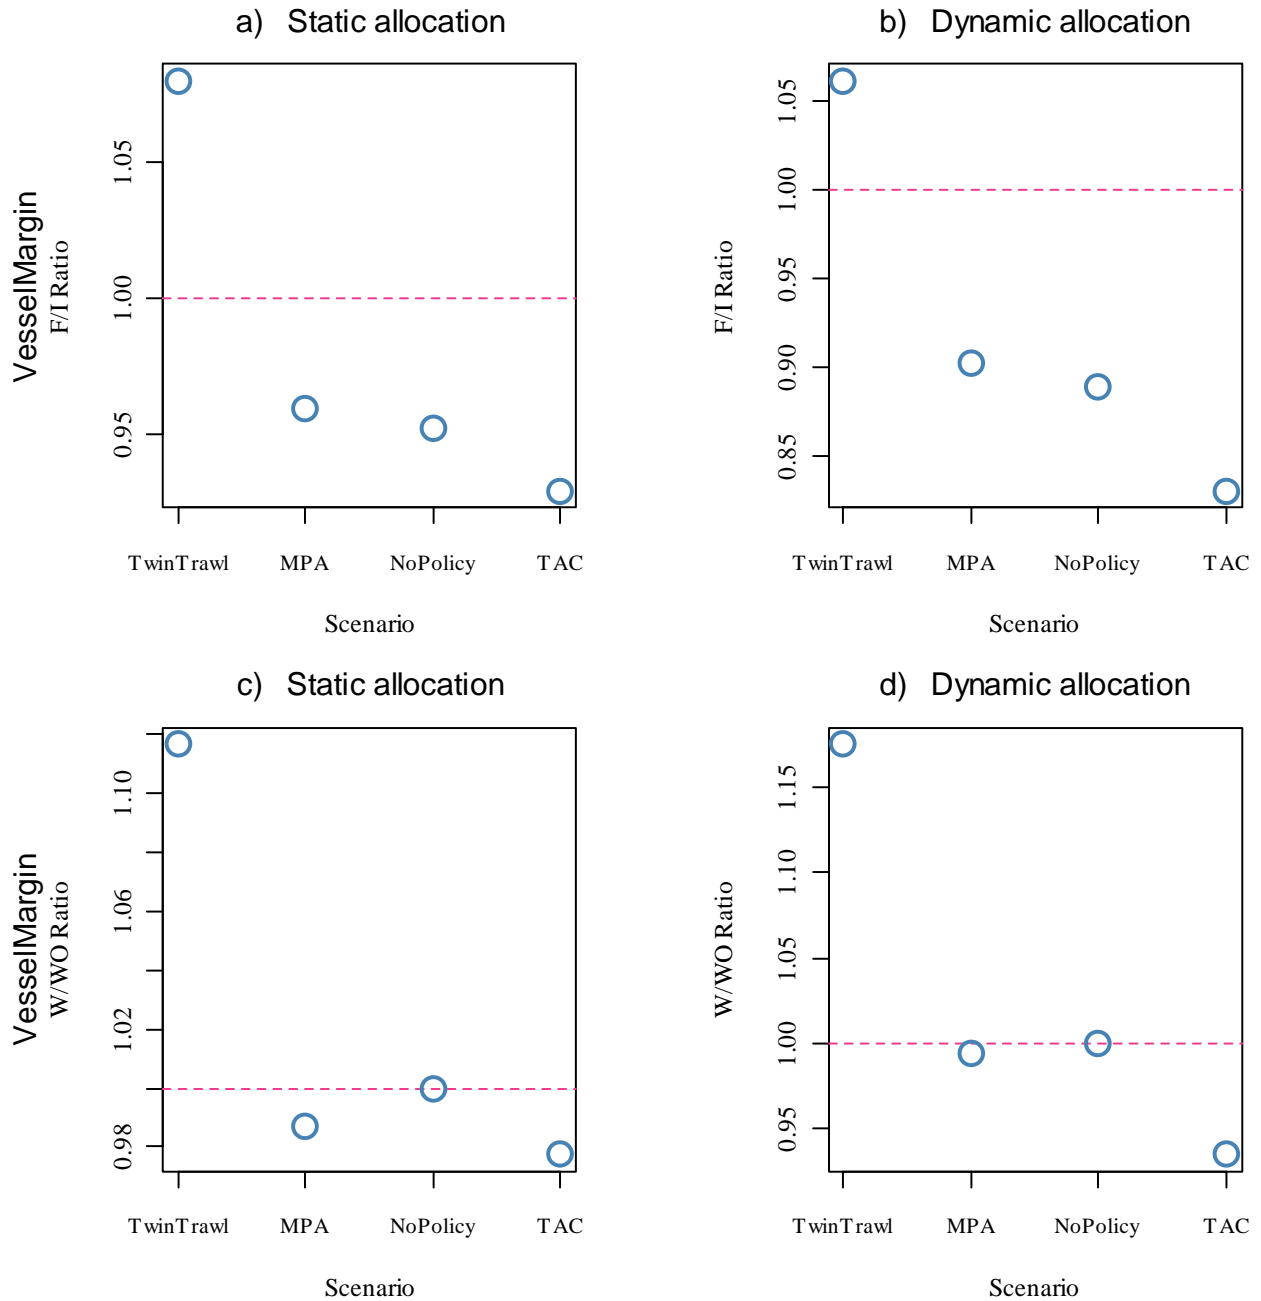 a) Static allocation
VesselMargin
F/I Ratio
1.05
1.00
0.95
TwinTrawl MPA NoPolicy TAC
Scenario
b) Dynamic allocation
F/I Ratio
1.05
1.00
0.95
0.90
0.85
TwinTrawl MPA NoPolicy TAC
Scenario
c) Static allocation
VesselMargin
W/WO Ratio
1.10
1.06
1.02
0.98
TwinTrawl MPA NoPolicy TAC
Scenario
d) Dynamic allocation
W/WO Ratio
1.15
1.10
1.05
1.00
0.95
TwinTrawl MPA NoPolicy TAC
Scenario